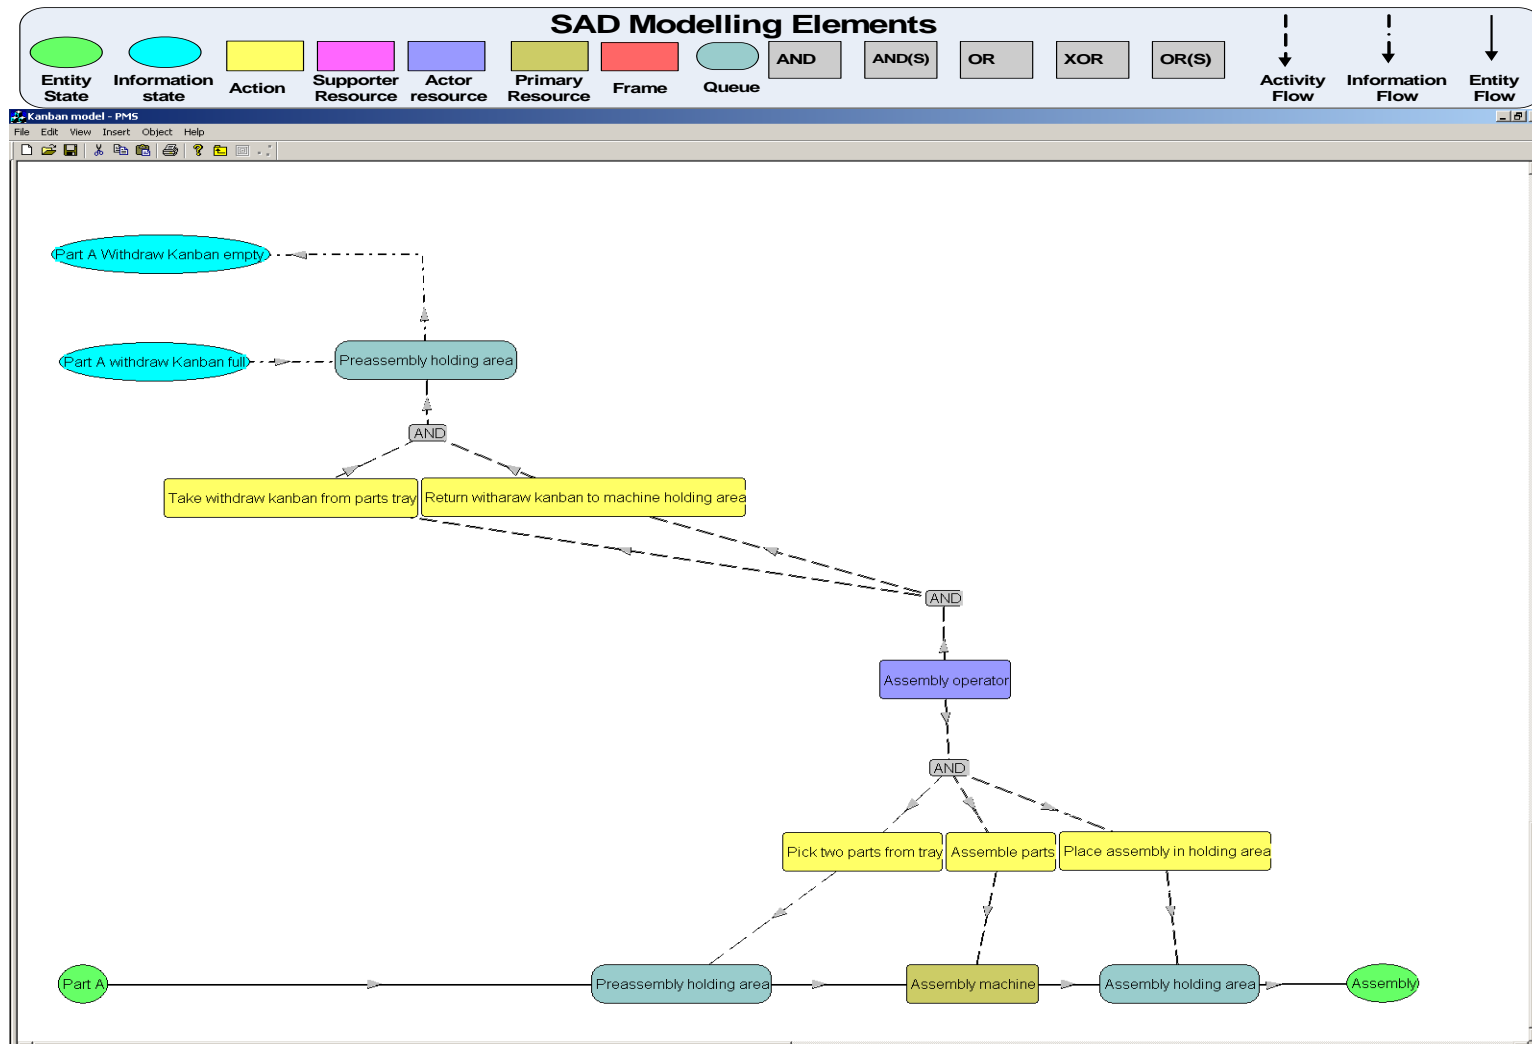 SAD Modelling Elements
Entity State
Information state
Action
Supporter Resource
Actor resource
Primary Resource
Frame
Queue
AND
AND(S)
OR
XOR
OR(S)
Activity Flow
Information Flow
Entity Flow
Kanban model - PMS
File Edit View Insert Object Help
Part A Withdraw Kanban empty
Part A withdraw Kanban full
Preassembly holding area
AND
Take withdraw kanban from parts tray
Return witharaw kanban to machine holding area
AND
Assembly operator
AND
Pick two parts from tray
Assemble parts
Place assembly in holding area
Part A
Preassembly holding area
Assembly machine
Assembly holding area
Assembly